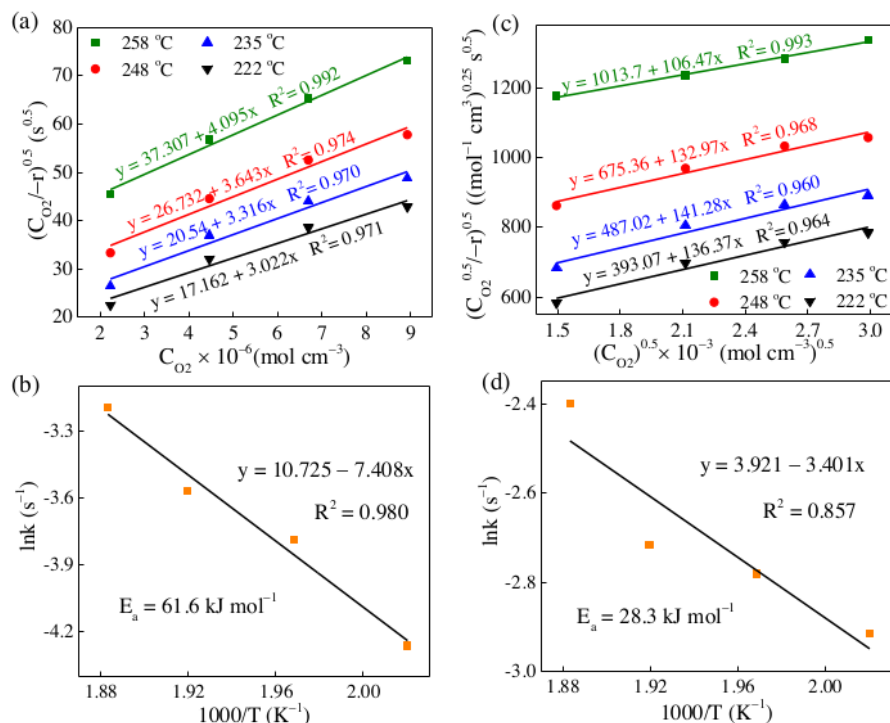 (a)
258 °C 235 °C
248 °C 222 °C
y = 37.307 + 4.095x R² = 0.992
y = 26.732 + 3.643x R² = 0.974
y = 20.54 + 3.316x R² = 0.970
y = 17.162 + 3.022x R² = 0.971
(C_O2/−r)^0.5 (s^0.5)
80
70
60
50
40
30
20
2 4 6 8
C_O2 × 10^−6 (mol cm^−3)
(c)
y = 1013.7 + 106.47x R² = 0.993
y = 675.36 + 132.97x R² = 0.968
y = 487.02 + 141.28x R² = 0.960
y = 393.07 + 136.37x R² = 0.964
258 °C 235 °C
248 °C 222 °C
(C_O2^0.5/−r)^0.5 ((mol^−1 cm^3)^0.25 s^0.5)
1200
1000
800
600
1.5 1.8 2.1 2.4 2.7 3.0
(C_O2)^0.5 × 10^−3 (mol cm^−3)^0.5
(b)
y = 10.725 − 7.408x
R² = 0.980
E_a = 61.6 kJ mol^−1
lnk (s^−1)
-3.3
-3.6
-3.9
-4.2
1.88 1.92 1.96 2.00
1000/T (K^−1)
(d)
y = 3.921 − 3.401x
R² = 0.857
E_a = 28.3 kJ mol^−1
lnk (s^−1)
-2.4
-2.6
-2.8
-3.0
1.88 1.92 1.96 2.00
1000/T (K^−1)